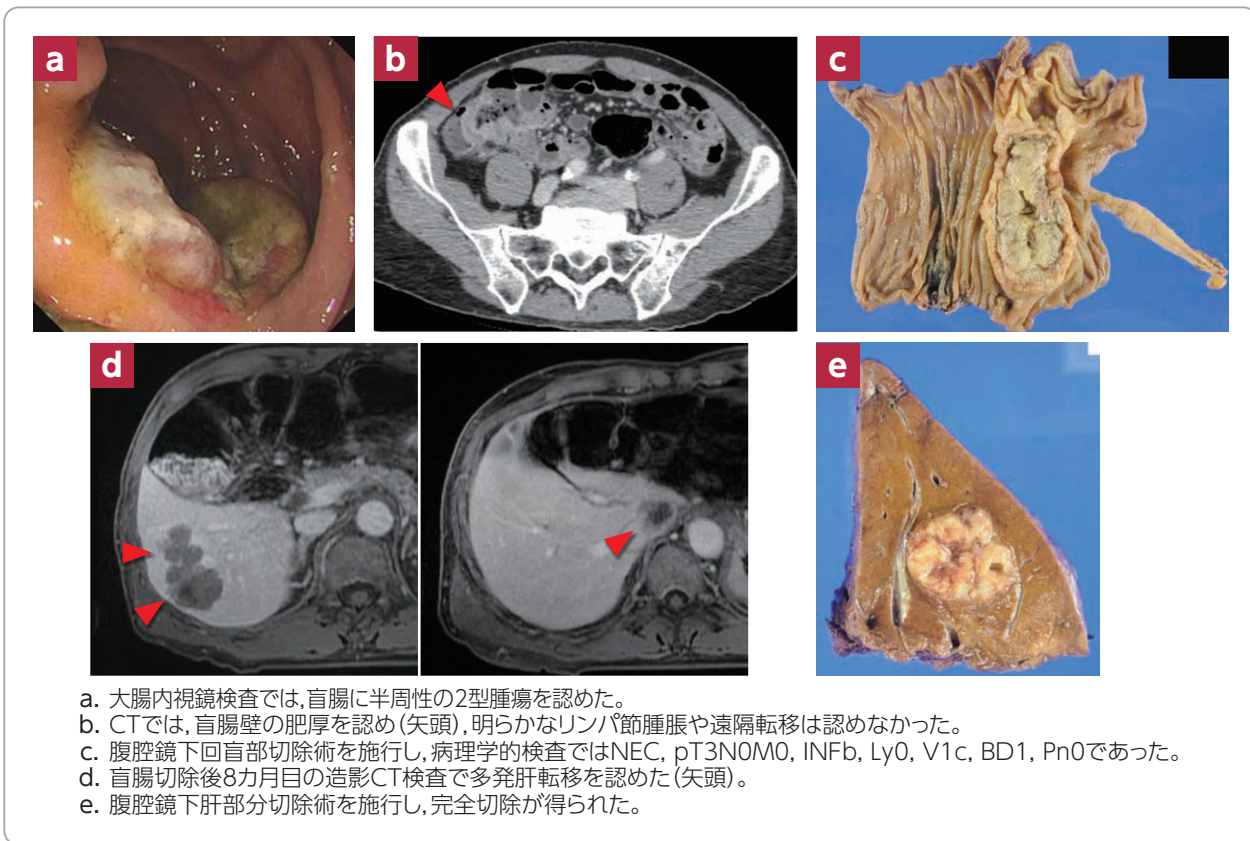 a
b
c
d
e
a. 大腸内視鏡検査では,盲腸に半周性の2型腫瘍を認めた。
b. CTでは,盲腸壁の肥厚を認め(矢頭),明らかなリンパ節腫脹や遠隔転移は認めなかった。
c. 腹腔鏡下回盲部切除術を施行し,病理学的検査ではNEC, pT3N0M0, INFb, Ly0, V1c, BD1, Pn0であった。
d. 盲腸切除後8カ月目の造影CT検査で多発肝転移を認めた(矢頭)。
e. 腹腔鏡下肝部分切除術を施行し,完全切除が得られた。